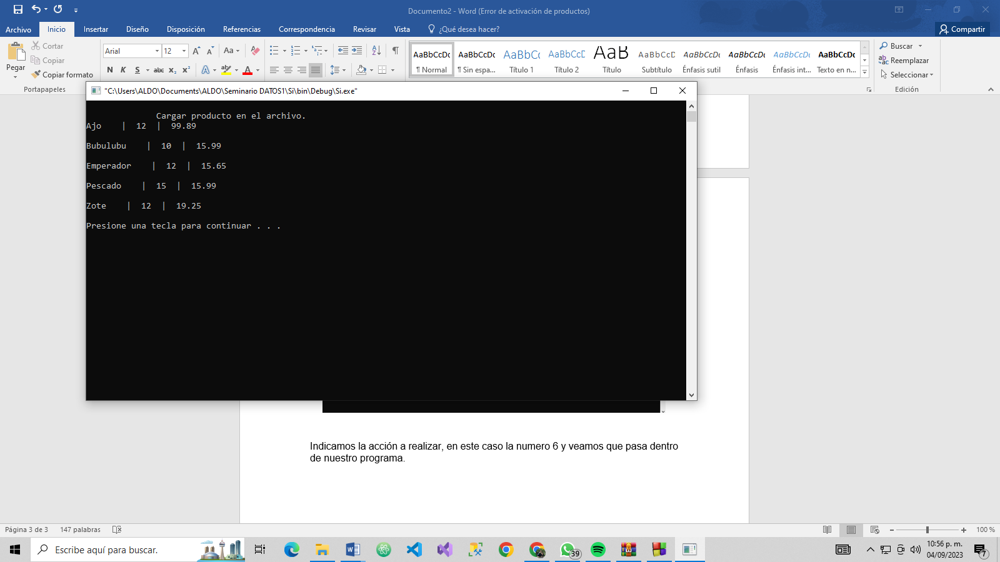 Documento2 - Word (Error de activación de productos)
Archivo Inicio Insertar Diseño Disposición Referencias Correspondencia Revisar Vista ¿Qué desea hacer? Compartir
Pegar
Cortar
Copiar
Copiar formato
Portapapeles
Arial 12
N K S abc x₂ x²
AaBbCcDc AaBbCcDc AaBbCc AaBbCcD AaB AaBbCcD AaBbCcDc AaBbCcDc AaBbCcDc AaBbCcDc
¶ Normal ¶ Sin espa... Título 1 Título 2 Título Subtítulo Énfasis sutil Énfasis Énfasis int... Texto en n...
Buscar
Reemplazar
Seleccionar
Edición
"C:\Users\ALDO\Documents\ALDO\Seminario DATOS1\Si\bin\Debug\Si.exe"
Cargar producto en el archivo.
Ajo | 12 | 99.89
Bubulubu | 10 | 15.99
Emperador | 12 | 15.65
Pescado | 15 | 15.99
Zote | 12 | 19.25
Presione una tecla para continuar . . .
Indicamos la acción a realizar, en este caso la numero 6 y veamos que pasa dentro
de nuestro programa.
Página 3 de 3 147 palabras 100 %
Escribe aquí para buscar.
39
10:56 p. m.
04/09/2023
7